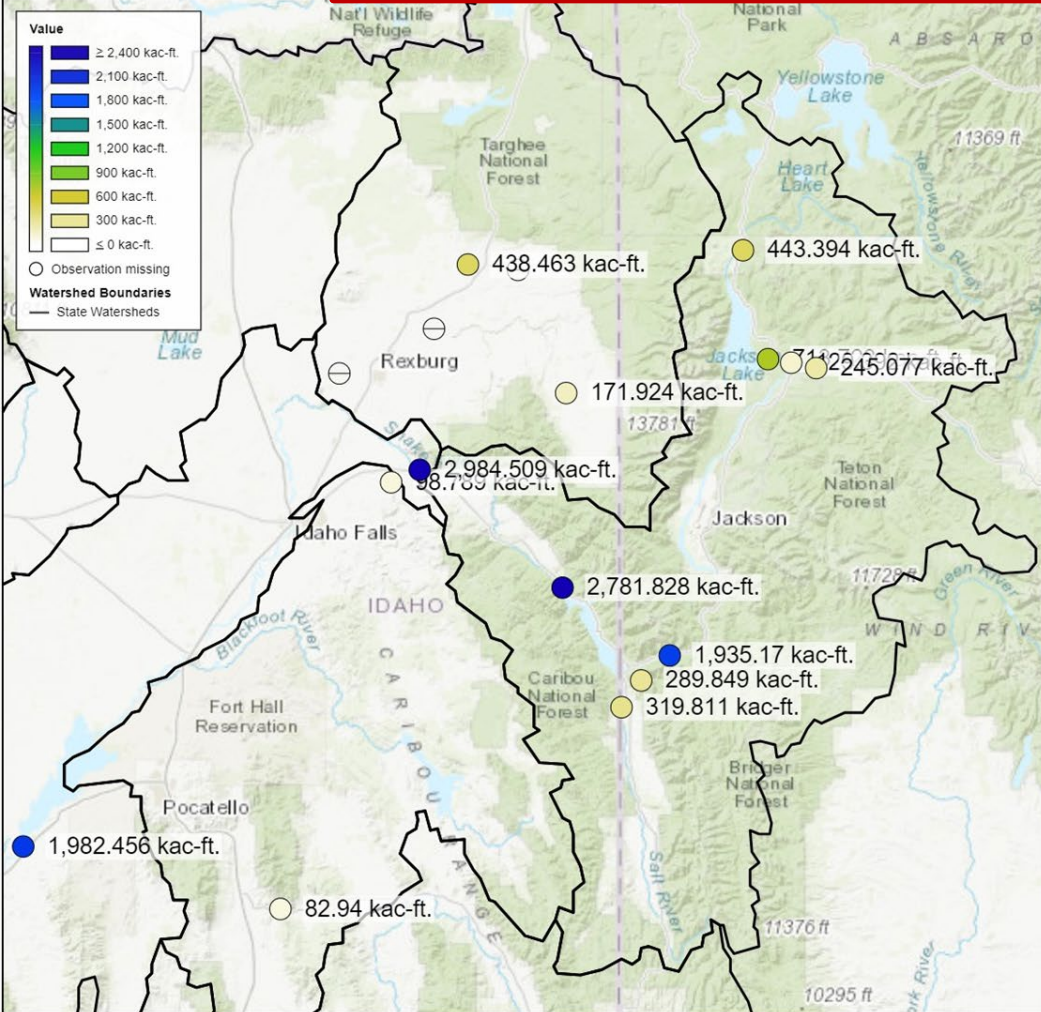 Value
≥ 2,400 kac-ft.
2,100 kac-ft.
1,800 kac-ft.
1,500 kac-ft.
1,200 kac-ft.
900 kac-ft.
600 kac-ft.
300 kac-ft.
≤ 0 kac-ft.
Observation missing
Watershed Boundaries
State Watersheds
Nat'l Wildlife
Refuge
National
Park
A B S A R O
Yellowstone
Lake
11369 ft
Targhee
National
Forest
Heart
Lake
Yellowstone River
438.463 kac-ft.
443.394 kac-ft.
Mud
Lake
Rexburg
Lake
245.077 kac-ft.
171.924 kac-ft.
13781 ft
Snake
2,984.509 kac-ft.
98.789 kac-ft.
Teton
National
Forest
Jackson
Idaho Falls
11728 ft
2,781.828 kac-ft.
Green River
IDAHO
Blackfoot River
W I N D R I V
1,935.17 kac-ft.
289.849 kac-ft.
319.811 kac-ft.
Caribou
National
Forest
Fort Hall
Reservation
C A R I B O U
Bridger
National
Forest
Pocatello
1,982.456 kac-ft.
R A N G E
Salt River
82.94 kac-ft.
11376 ft
10295 ft
ork River